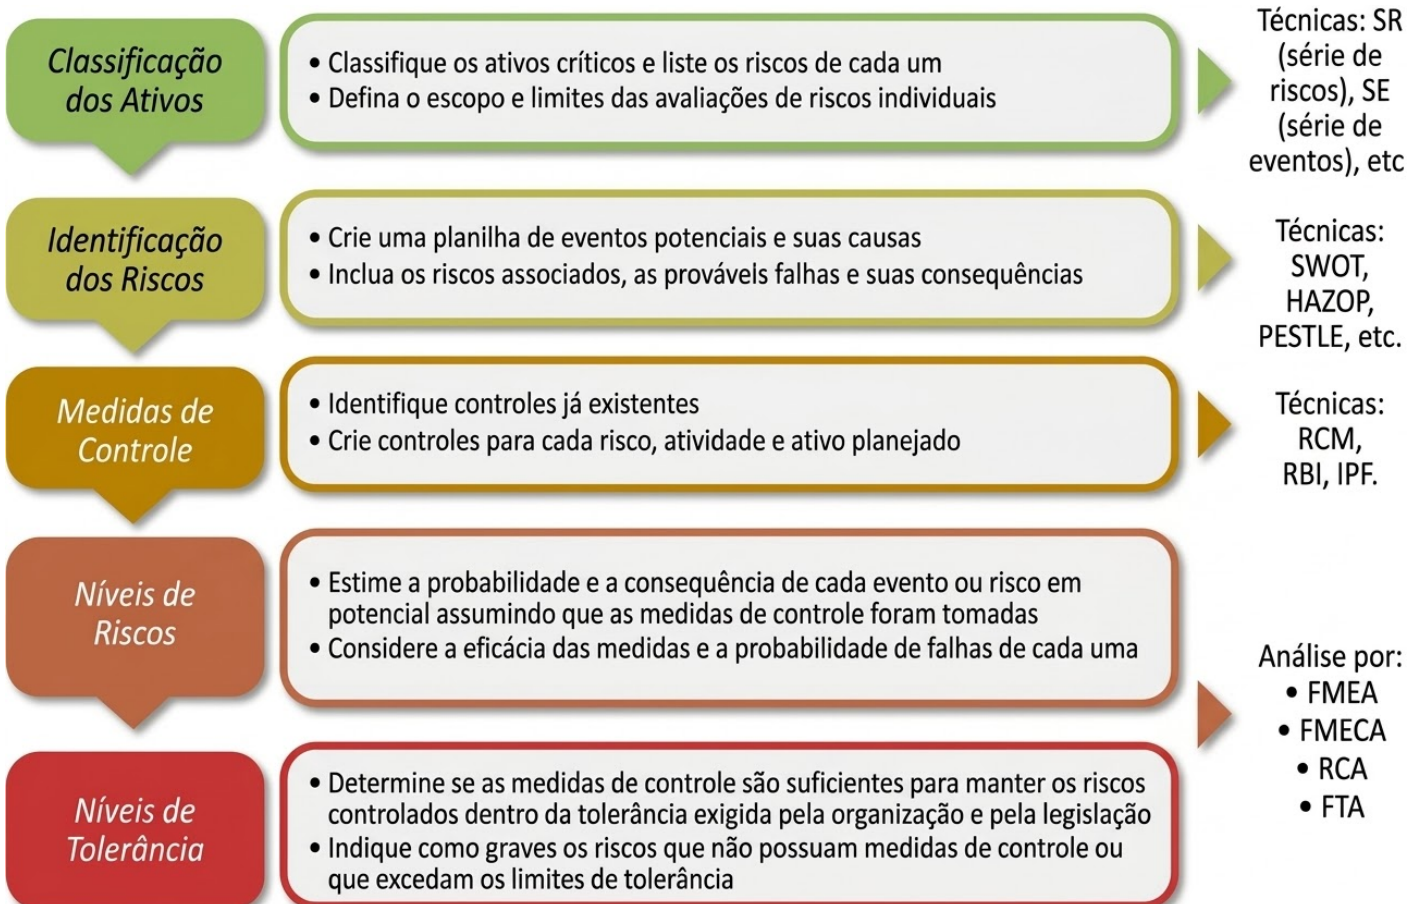 Classificação
dos Ativos
• Classifique os ativos críticos e liste os riscos de cada um
• Defina o escopo e limites das avaliações de riscos individuais
Técnicas: SR
(série de
riscos), SE
(série de
eventos), etc
Identificação
dos Riscos
• Crie uma planilha de eventos potenciais e suas causas
• Inclua os riscos associados, as prováveis falhas e suas consequências
Técnicas:
SWOT,
HAZOP,
PESTLE, etc.
Medidas de
Controle
• Identifique controles já existentes
• Crie controles para cada risco, atividade e ativo planejado
Técnicas:
RCM,
RBI, IPF.
Níveis de
Riscos
• Estime a probabilidade e a consequência de cada evento ou risco em
potencial assumindo que as medidas de controle foram tomadas
• Considere a eficácia das medidas e a probabilidade de falhas de cada uma
Níveis de
Tolerância
• Determine se as medidas de controle são suficientes para manter os riscos
controlados dentro da tolerância exigida pela organização e pela legislação
• Indique como graves os riscos que não possuam medidas de controle ou
que excedam os limites de tolerância
Análise por:
• FMEA
• FMECA
• RCA
• FTA